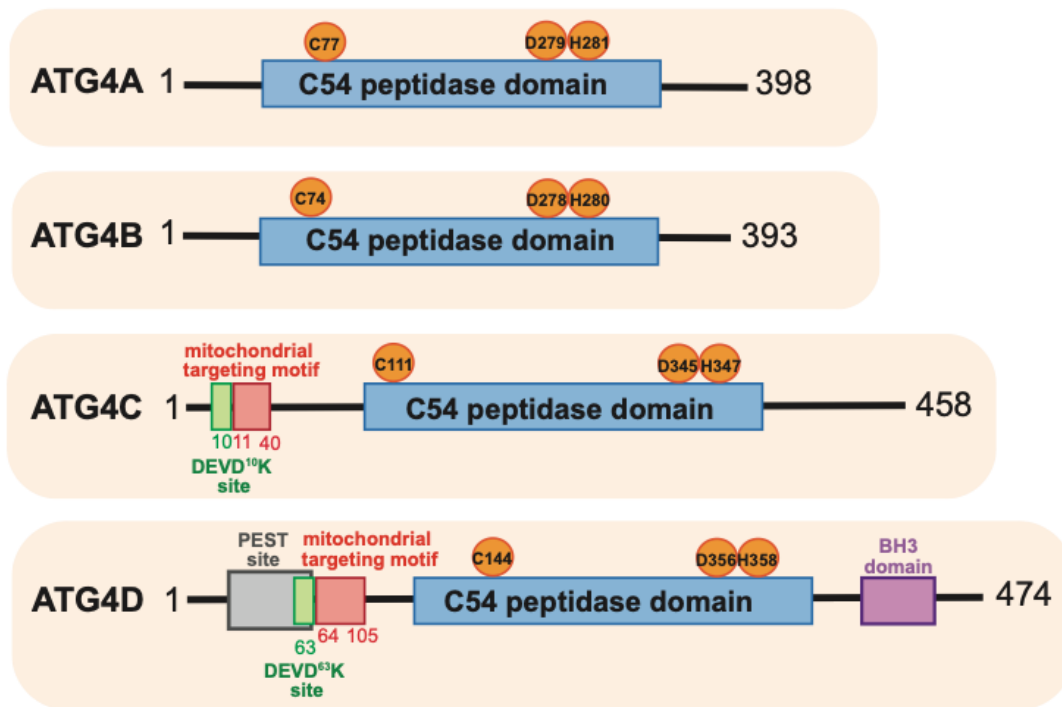 C77 D279 H281
ATG4A 1 C54 peptidase domain 398
C74 D278 H280
ATG4B 1 C54 peptidase domain 393
mitochondrial
targeting motif
C111 D345 H347
ATG4C 1 C54 peptidase domain 458
10 11 40
DEVD¹⁰K
site
PEST
site
mitochondrial
targeting motif
C144 D356 H358
BH3
domain
ATG4D 1 C54 peptidase domain 474
63 64 105
DEVD⁶³K
site